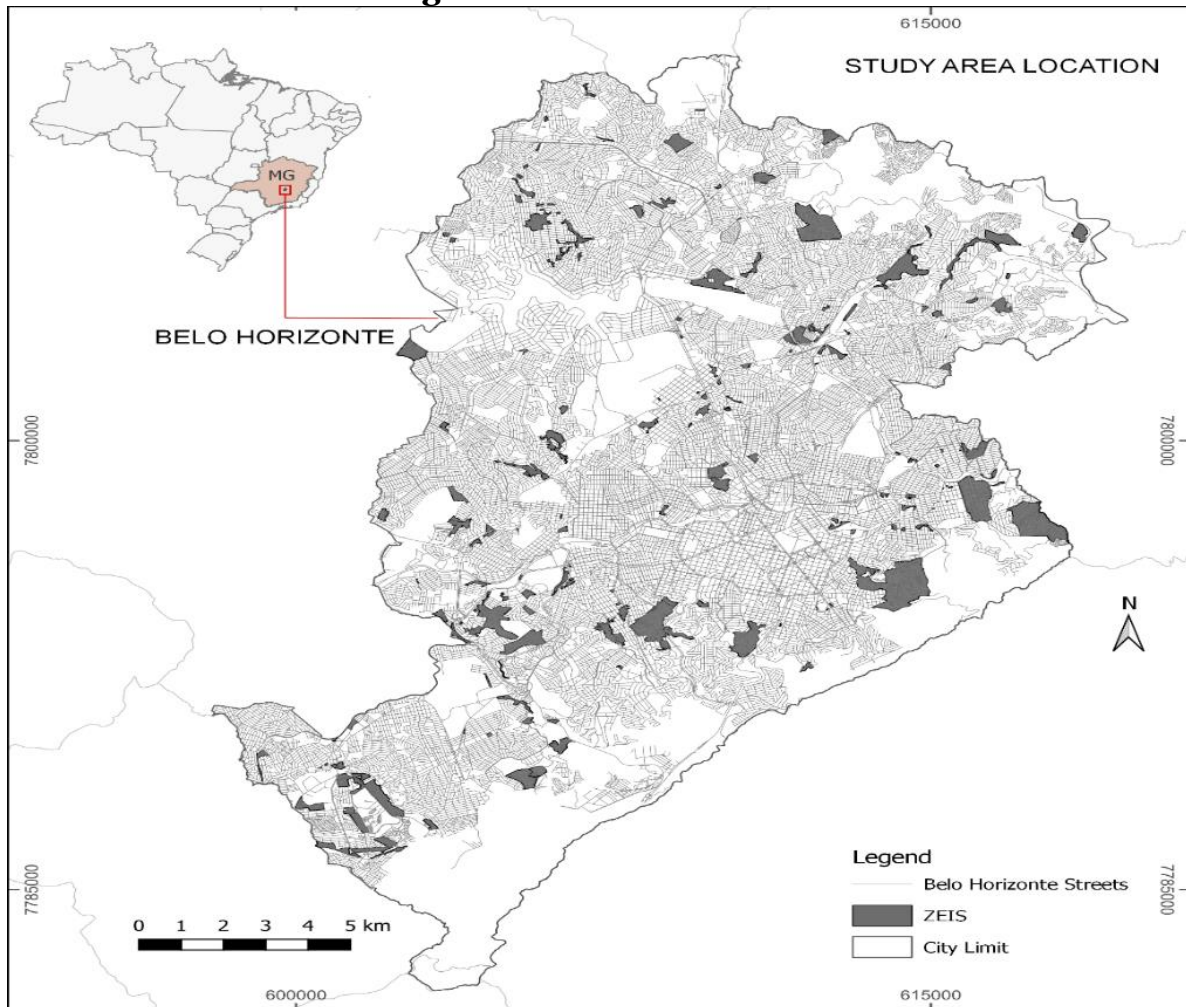 615000
STUDY AREA LOCATION
MG
BELO HORIZONTE
7800000
7800000
N
Legend
Belo Horizonte Streets
ZEIS
City Limit
7785000
7785000
0 1 2 3 4 5 km
600000
615000